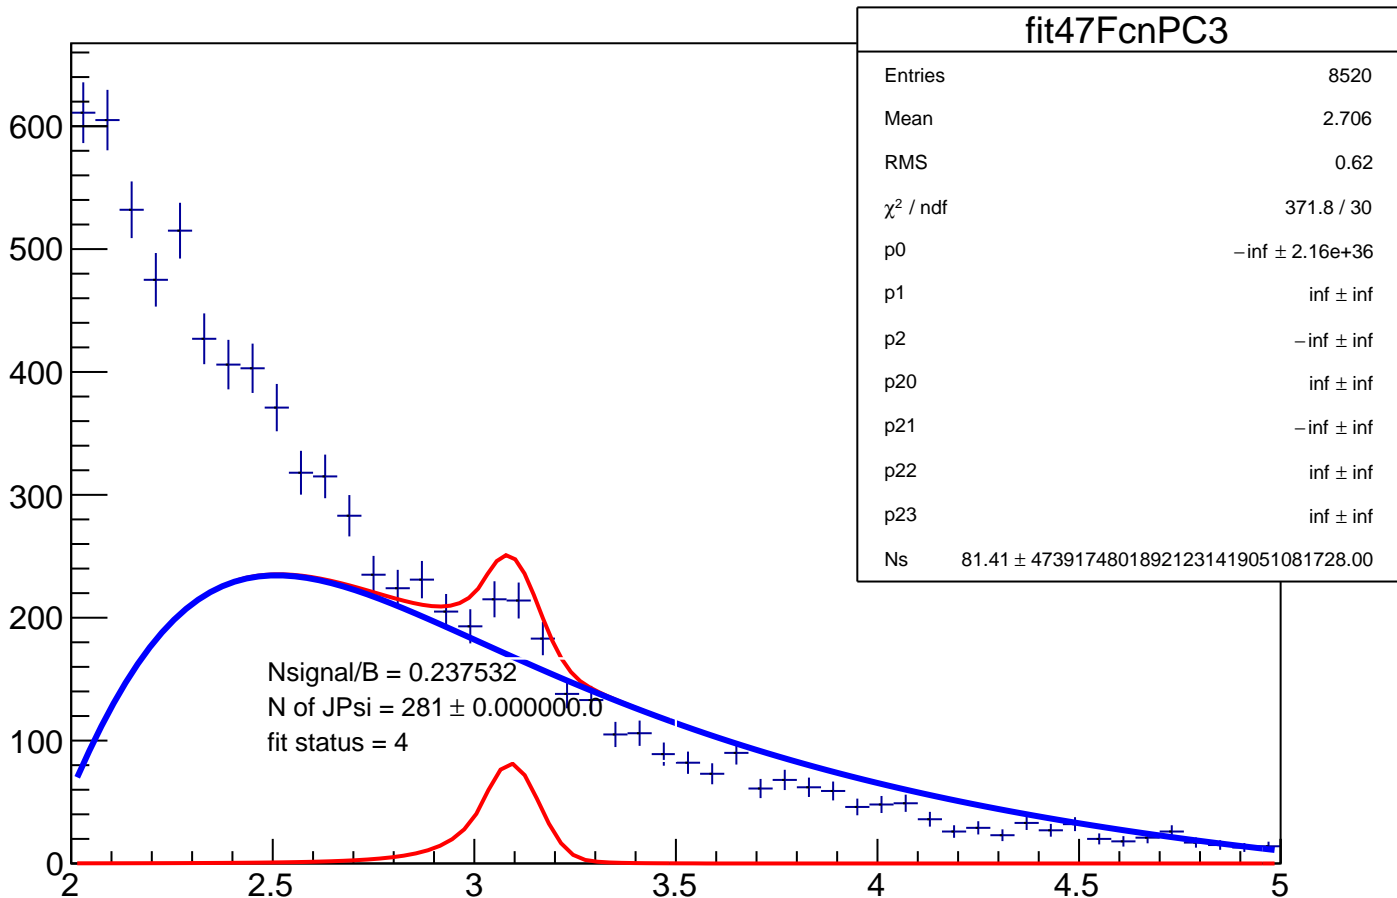 fit47FcnPC3
Entries 8520
Mean 2.706
RMS 0.62
χ² / ndf 371.8 / 30
p0 −inf ± 2.16e+36
p1 inf ± inf
p2 −inf ± inf
p20 inf ± inf
p21 −inf ± inf
p22 inf ± inf
p23 inf ± inf
Ns 81.41 ± 47391748018921231419051081728.00
600
500
400
300
200
100
0
Nsignal/B = 0.237532
N of JPsi = 281 ± 0.000000.0
fit status = 4
2 2.5 3 3.5 4 4.5 5